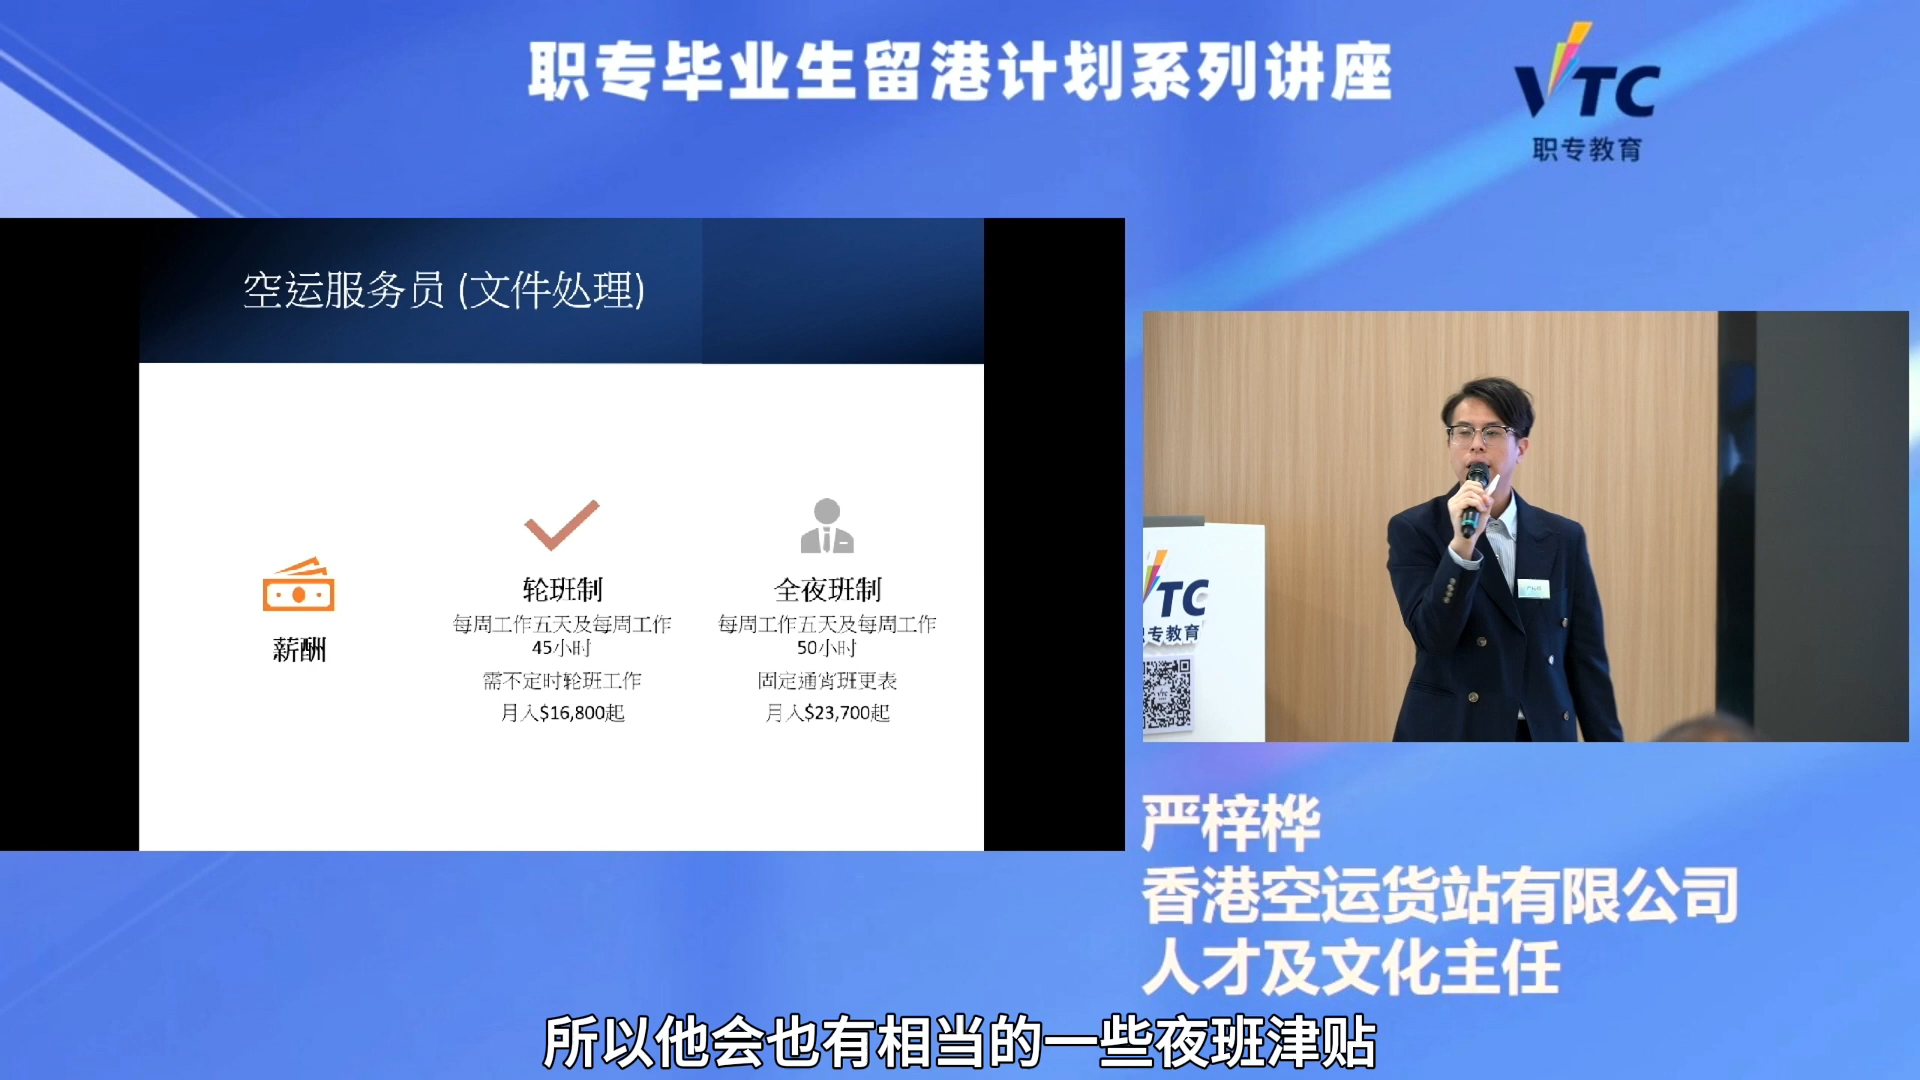 职专毕业生留港计划系列讲座
VTC
职专教育
空运服务员 (文件处理)
薪酬
轮班制
每周工作五天及每周工作
45小时
需不定时轮班工作
月入$16,800起
全夜班制
每周工作五天及每周工作
50小时
固定通宵班更表
月入$23,700起
VTC
职专教育
严梓桦
香港空运货站有限公司
人才及文化主任
所以他会也有相当的一些夜班津贴